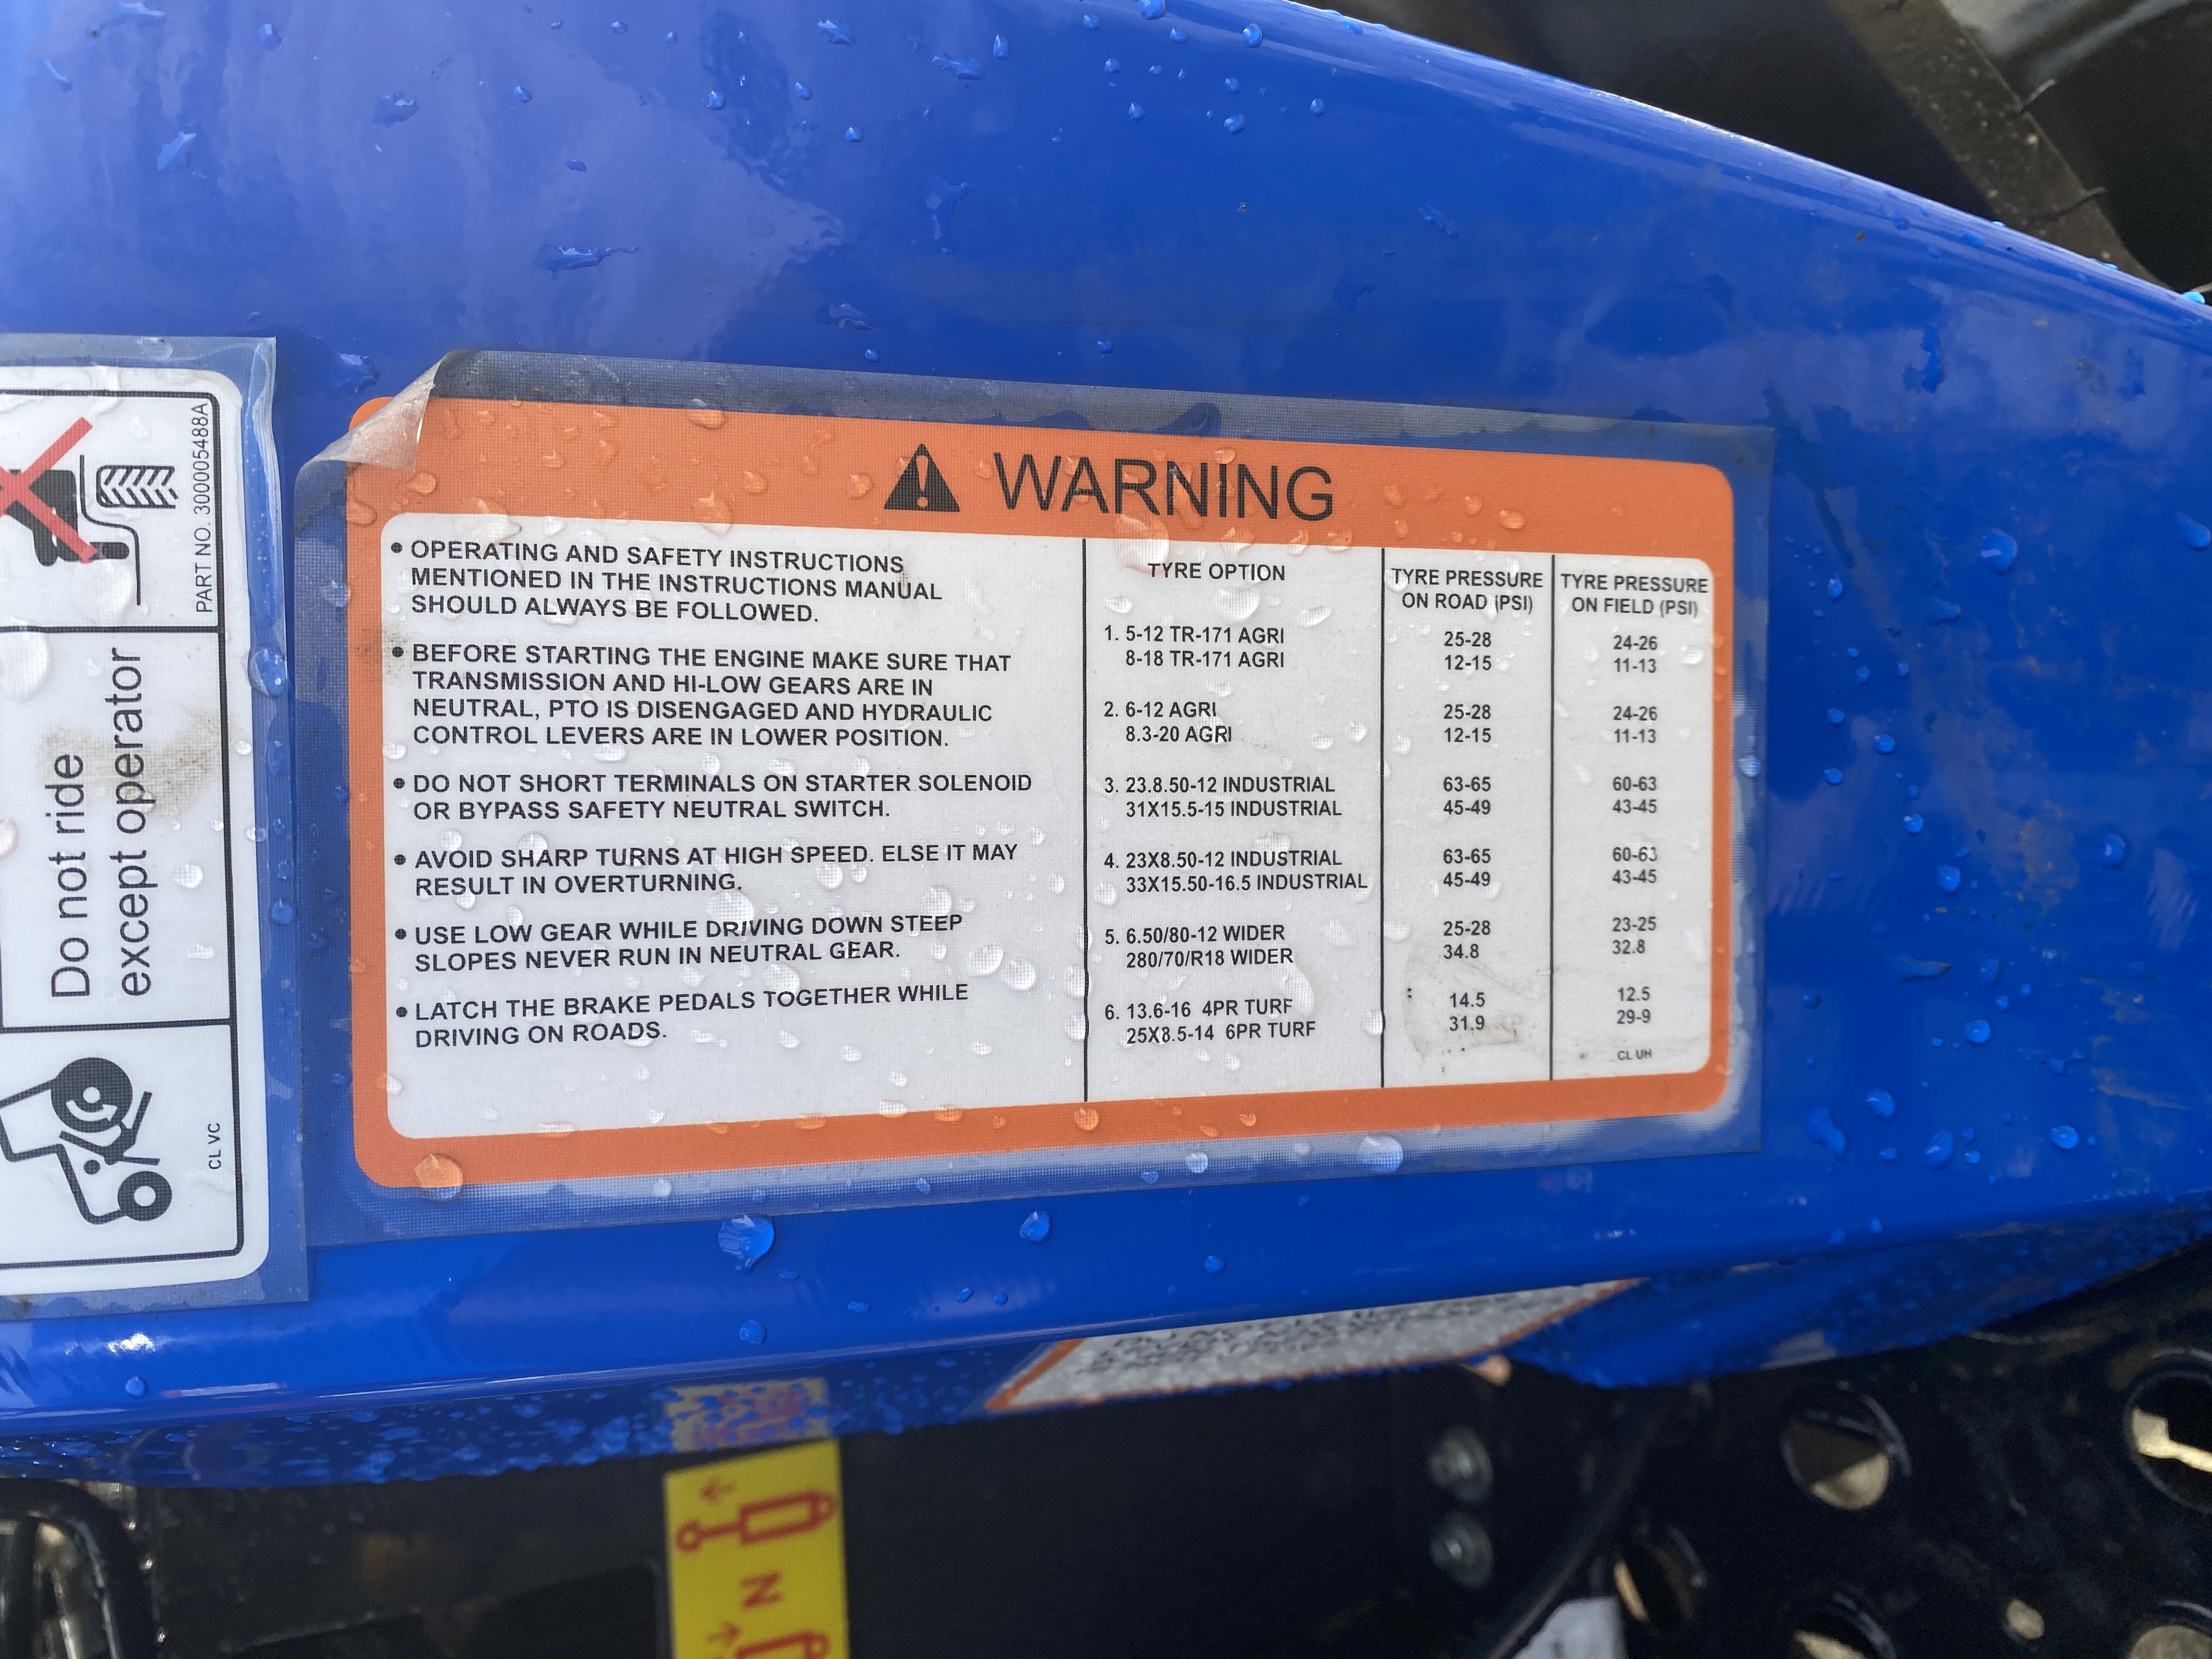 PART NO. 300005488A
Do not ride
except operator
CL VC
WARNING
• OPERATING AND SAFETY INSTRUCTIONS
MENTIONED IN THE INSTRUCTIONS MANUAL
SHOULD ALWAYS BE FOLLOWED.
• BEFORE STARTING THE ENGINE MAKE SURE THAT
TRANSMISSION AND HI-LOW GEARS ARE IN
NEUTRAL, PTO IS DISENGAGED AND HYDRAULIC
CONTROL LEVERS ARE IN LOWER POSITION.
• DO NOT SHORT TERMINALS ON STARTER SOLENOID
OR BYPASS SAFETY NEUTRAL SWITCH.
• AVOID SHARP TURNS AT HIGH SPEED. ELSE IT MAY
RESULT IN OVERTURNING.
• USE LOW GEAR WHILE DRIVING DOWN STEEP
SLOPES NEVER RUN IN NEUTRAL GEAR.
• LATCH THE BRAKE PEDALS TOGETHER WHILE
DRIVING ON ROADS.
TYRE OPTION
TYRE PRESSURE
ON ROAD (PSI)
TYRE PRESSURE
ON FIELD (PSI)
1. 5-12 TR-171 AGRI 25-28 24-26
8-18 TR-171 AGRI 12-15 11-13
2. 6-12 AGRI 25-28 24-26
8.3-20 AGRI 12-15 11-13
3. 23.8.50-12 INDUSTRIAL 63-65 60-63
31X15.5-15 INDUSTRIAL 45-49 43-45
4. 23X8.50-12 INDUSTRIAL 63-65 60-63
33X15.50-16.5 INDUSTRIAL 45-49 43-45
5. 6.50/80-12 WIDER 25-28 23-25
280/70/R18 WIDER 34.8 32.8
6. 13.6-16 4PR TURF 14.5 12.5
25X8.5-14 6PR TURF 31.9 29-9
CL UH
N